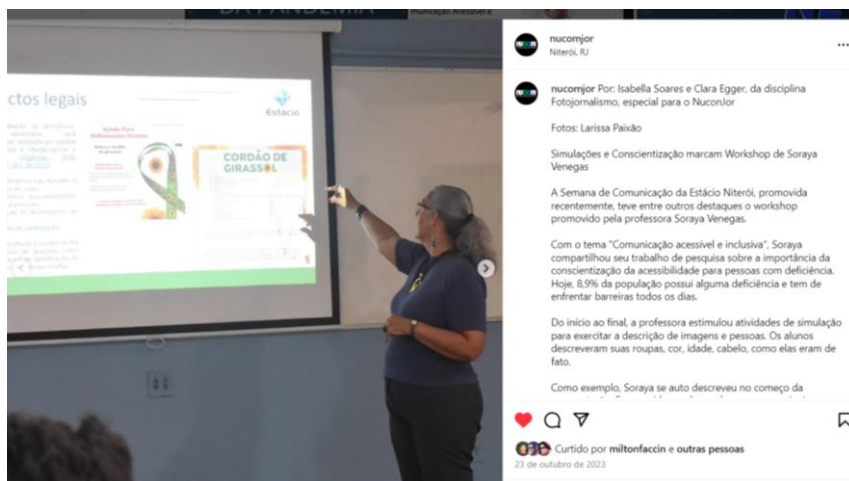 DA PANDEMIA
municação Acessível e
ctos legais
Estácio
CORDÃO DE
GIRASSOL
nucomjor
Niterói, RJ
nucomjor Por: Isabella Soares e Clara Egger, da disciplina
Fotojornalismo, especial para o NuconJor
Fotos: Larissa Paixão
Simulações e Conscientização marcam Workshop de Soraya
Venegas
A Semana de Comunicação da Estácio Niterói, promovida
recentemente, teve entre outros destaques o workshop
promovido pela professora Soraya Venegas.
Com o tema "Comunicação acessível e inclusiva", Soraya
compartilhou seu trabalho de pesquisa sobre a importância da
conscientização da acessibilidade para pessoas com deficiência.
Hoje, 8,9% da população possui alguma deficiência e tem de
enfrentar barreiras todos os dias.
Do início ao final, a professora estimulou atividades de simulação
para exercitar a descrição de imagens e pessoas. Os alunos
descreveram suas roupas, cor, idade, cabelo, como elas eram de
fato.
Como exemplo, Soraya se auto descreveu no começo da
Curtido por miltonfaccin e outras pessoas
23 de outubro de 2023